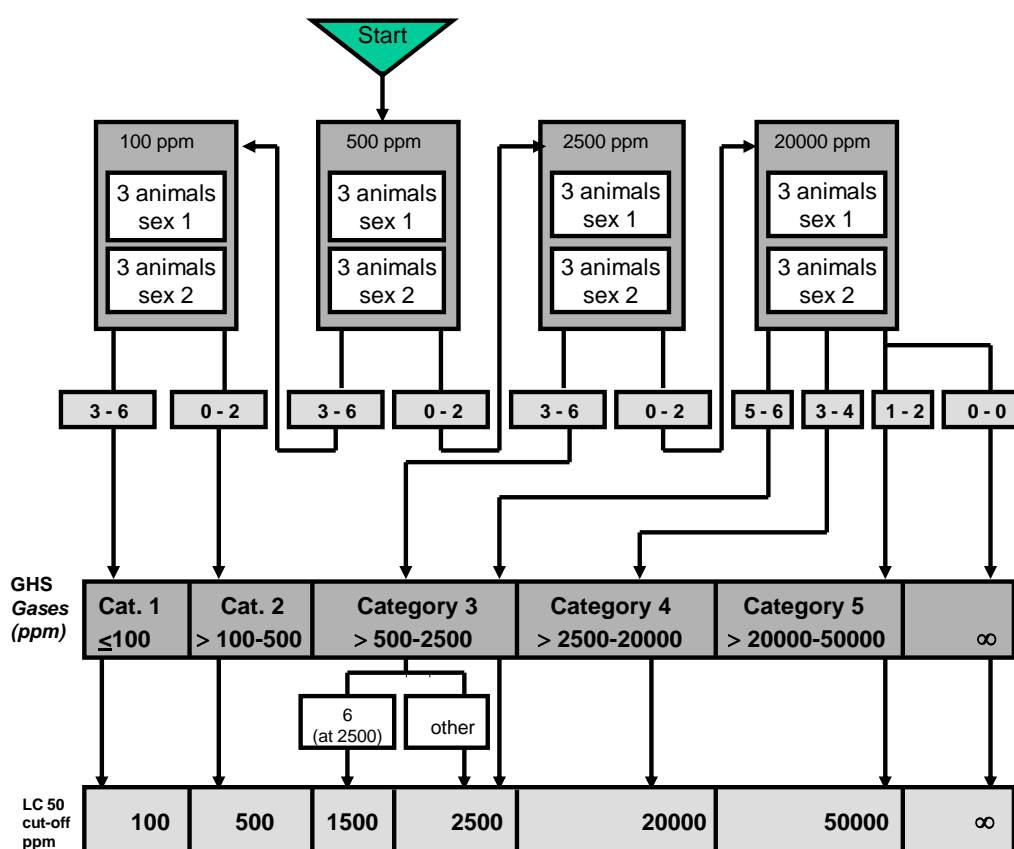 Start
100 ppm
500 ppm
2500 ppm
20000 ppm
3 animals
sex 1
3 animals
sex 1
3 animals
sex 1
3 animals
sex 1
3 animals
sex 2
3 animals
sex 2
3 animals
sex 2
3 animals
sex 2
3 - 6
0 - 2
3 - 6
0 - 2
3 - 6
0 - 2
5 - 6
3 - 4
1 - 2
0 - 0
GHS
Gases
(ppm)
Cat. 1
≤100
Cat. 2
> 100-500
Category 3
> 500-2500
Category 4
> 2500-20000
Category 5
> 20000-50000
∞
6
(at 2500)
other
LC 50
cut-off
ppm
100
500
1500
2500
20000
50000
∞